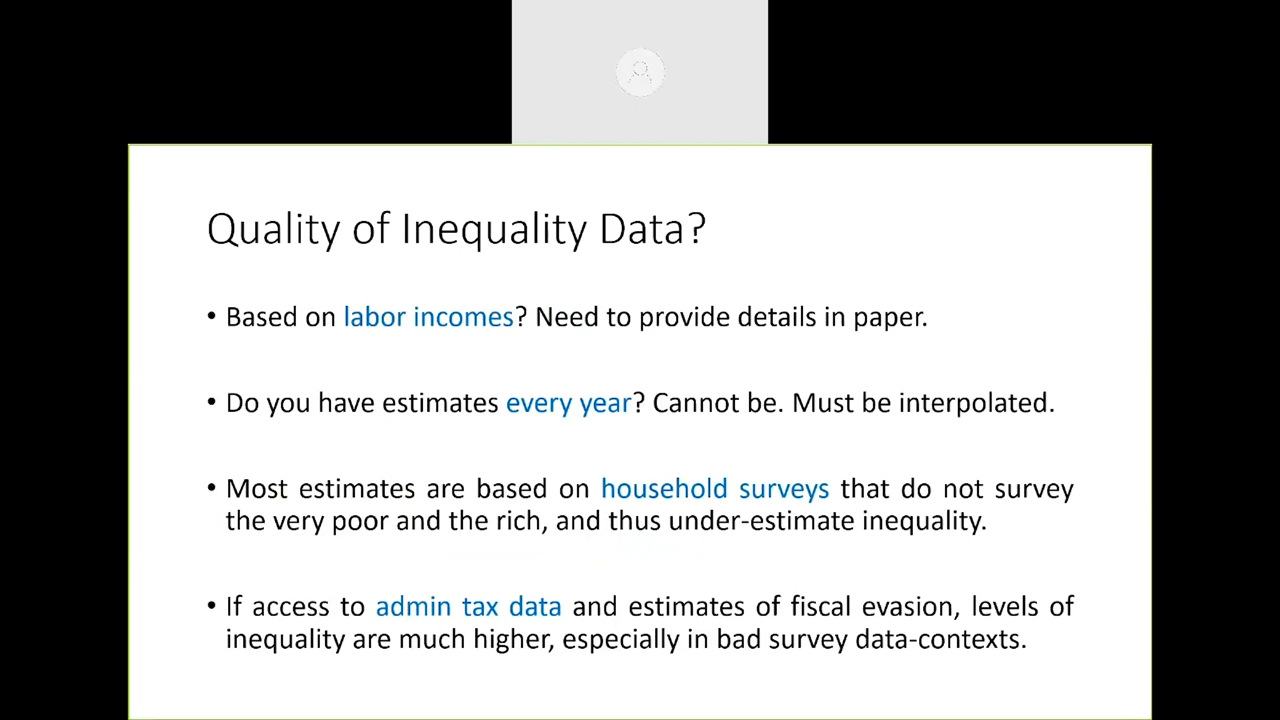 Quality of Inequality Data?
• Based on labor incomes? Need to provide details in paper.
• Do you have estimates every year? Cannot be. Must be interpolated.
• Most estimates are based on household surveys that do not survey
the very poor and the rich, and thus under-estimate inequality.
• If access to admin tax data and estimates of fiscal evasion, levels of
inequality are much higher, especially in bad survey data-contexts.